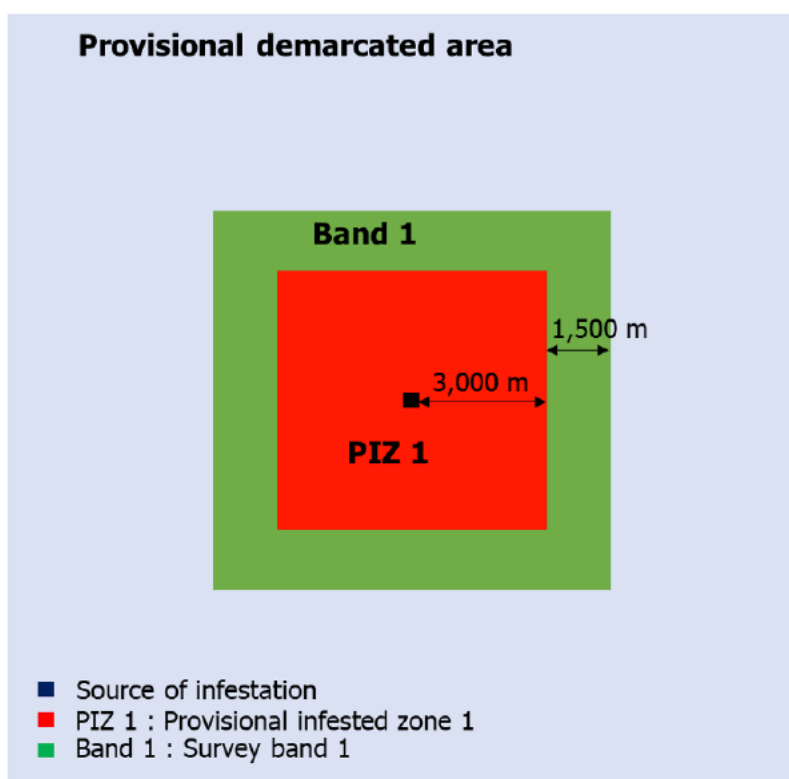 Provisional demarcated area
Band 1
1,500 m
3,000 m
PIZ 1
Source of infestation
PIZ 1 : Provisional infested zone 1
Band 1 : Survey band 1